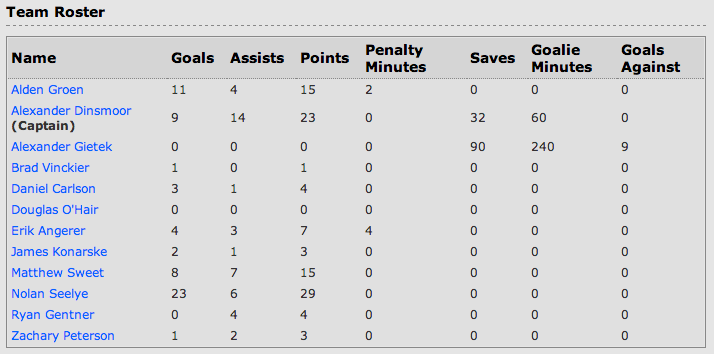 Team Roster
Name Goals Assists Points Penalty Minutes Saves Goalie Minutes Goals Against
Alden Groen 11 4 15 2 0 0 0
Alexander Dinsmoor (Captain) 9 14 23 0 32 60 0
Alexander Gietek 0 0 0 0 90 240 9
Brad Vinckier 1 0 1 0 0 0 0
Daniel Carlson 3 1 4 0 0 0 0
Douglas O'Hair 0 0 0 0 0 0 0
Erik Angerer 4 3 7 4 0 0 0
James Konarske 2 1 3 0 0 0 0
Matthew Sweet 8 7 15 0 0 0 0
Nolan Seelye 23 6 29 0 0 0 0
Ryan Gentner 0 4 4 0 0 0 0
Zachary Peterson 1 2 3 0 0 0 0